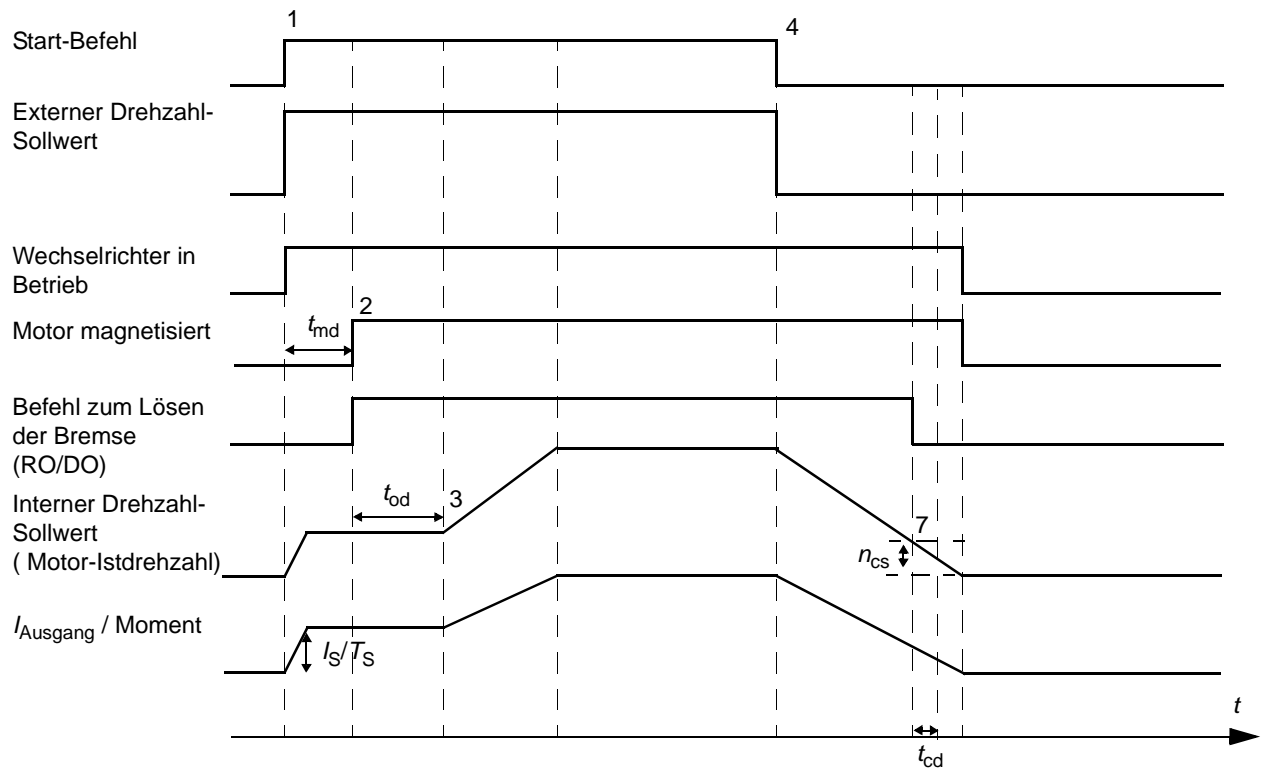 1
4
Start-Befehl
Externer Drehzahl-
Sollwert
Wechselrichter in
Betrieb
2
Motor magnetisiert
tmd
Befehl zum Lösen
der Bremse
(RO/DO)
tod
3
Interner Drehzahl-
Sollwert
( Motor-Istdrehzahl)
7
ncs
IAusgang / Moment
IS/TS
t
tcd